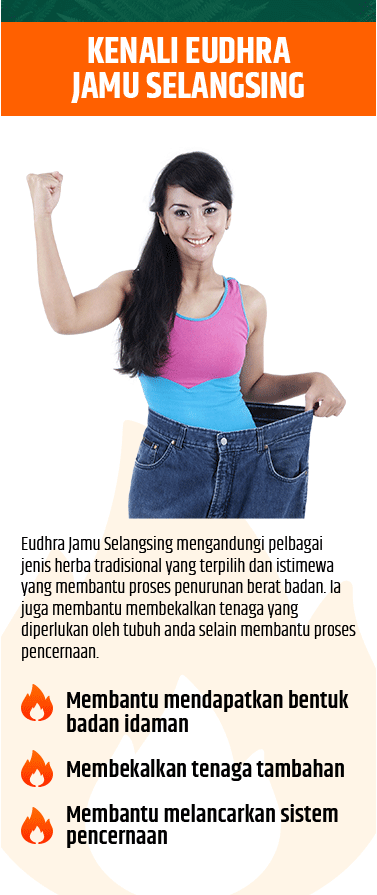 KENALI EUDHRA
JAMU SELANGSING
Eudhra Jamu Selangsing mengandungi pelbagai
jenis herba tradisional yang terpilih dan istimewa
yang membantu proses penurunan berat badan. Ia
juga membantu membekalkan tenaga yang
diperlukan oleh tubuh anda selain membantu proses
pencernaan.
Membantu mendapatkan bentuk
badan idaman
Membekalkan tenaga tambahan
Membantu melancarkan sistem
pencernaan